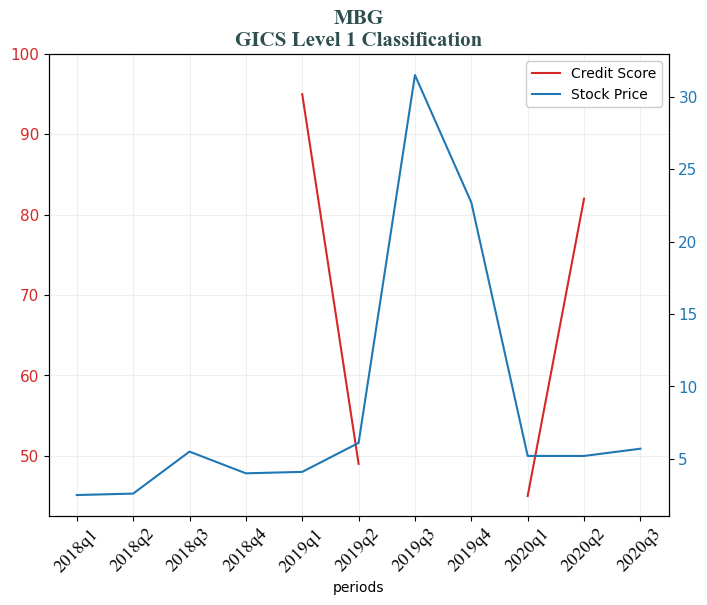 MBG
GICS Level 1 Classification
100
90
80
70
60
50
Credit Score
Stock Price
30
25
20
15
10
5
2018q1
2018q2
2018q3
2018q4
2019q1
2019q2
2019q3
2019q4
2020q1
2020q2
2020q3
periods